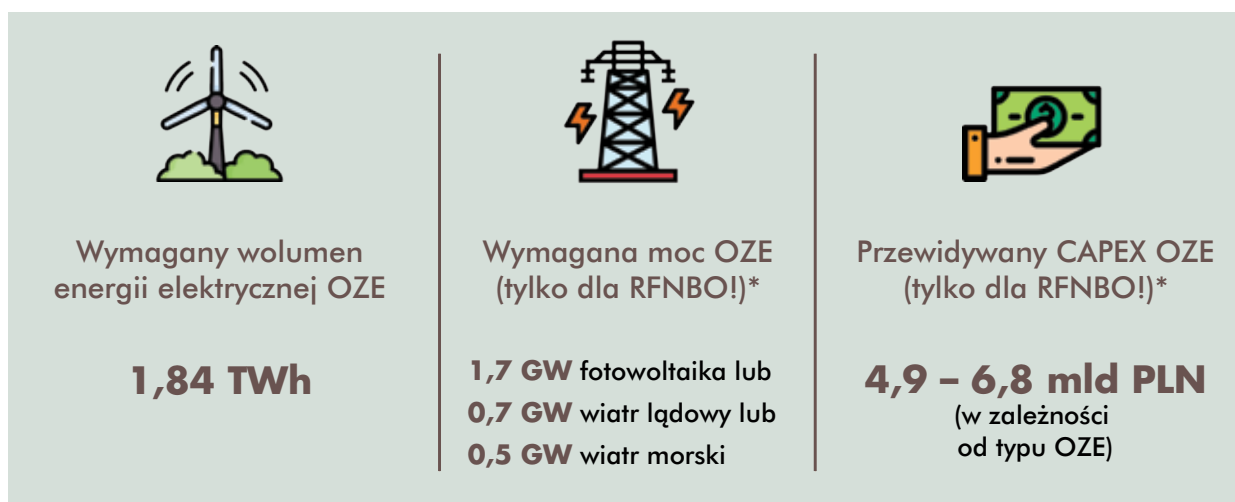 Wymagany wolumen
energii elektrycznej OZE
1,84 TWh
Wymagana moc OZE
(tylko dla RFNBO!)*
1,7 GW fotowoltaika lub
0,7 GW wiatr lądowy lub
0,5 GW wiatr morski
Przewidywany CAPEX OZE
(tylko dla RFNBO!)*
4,9 – 6,8 mld PLN
(w zależności
od typu OZE)